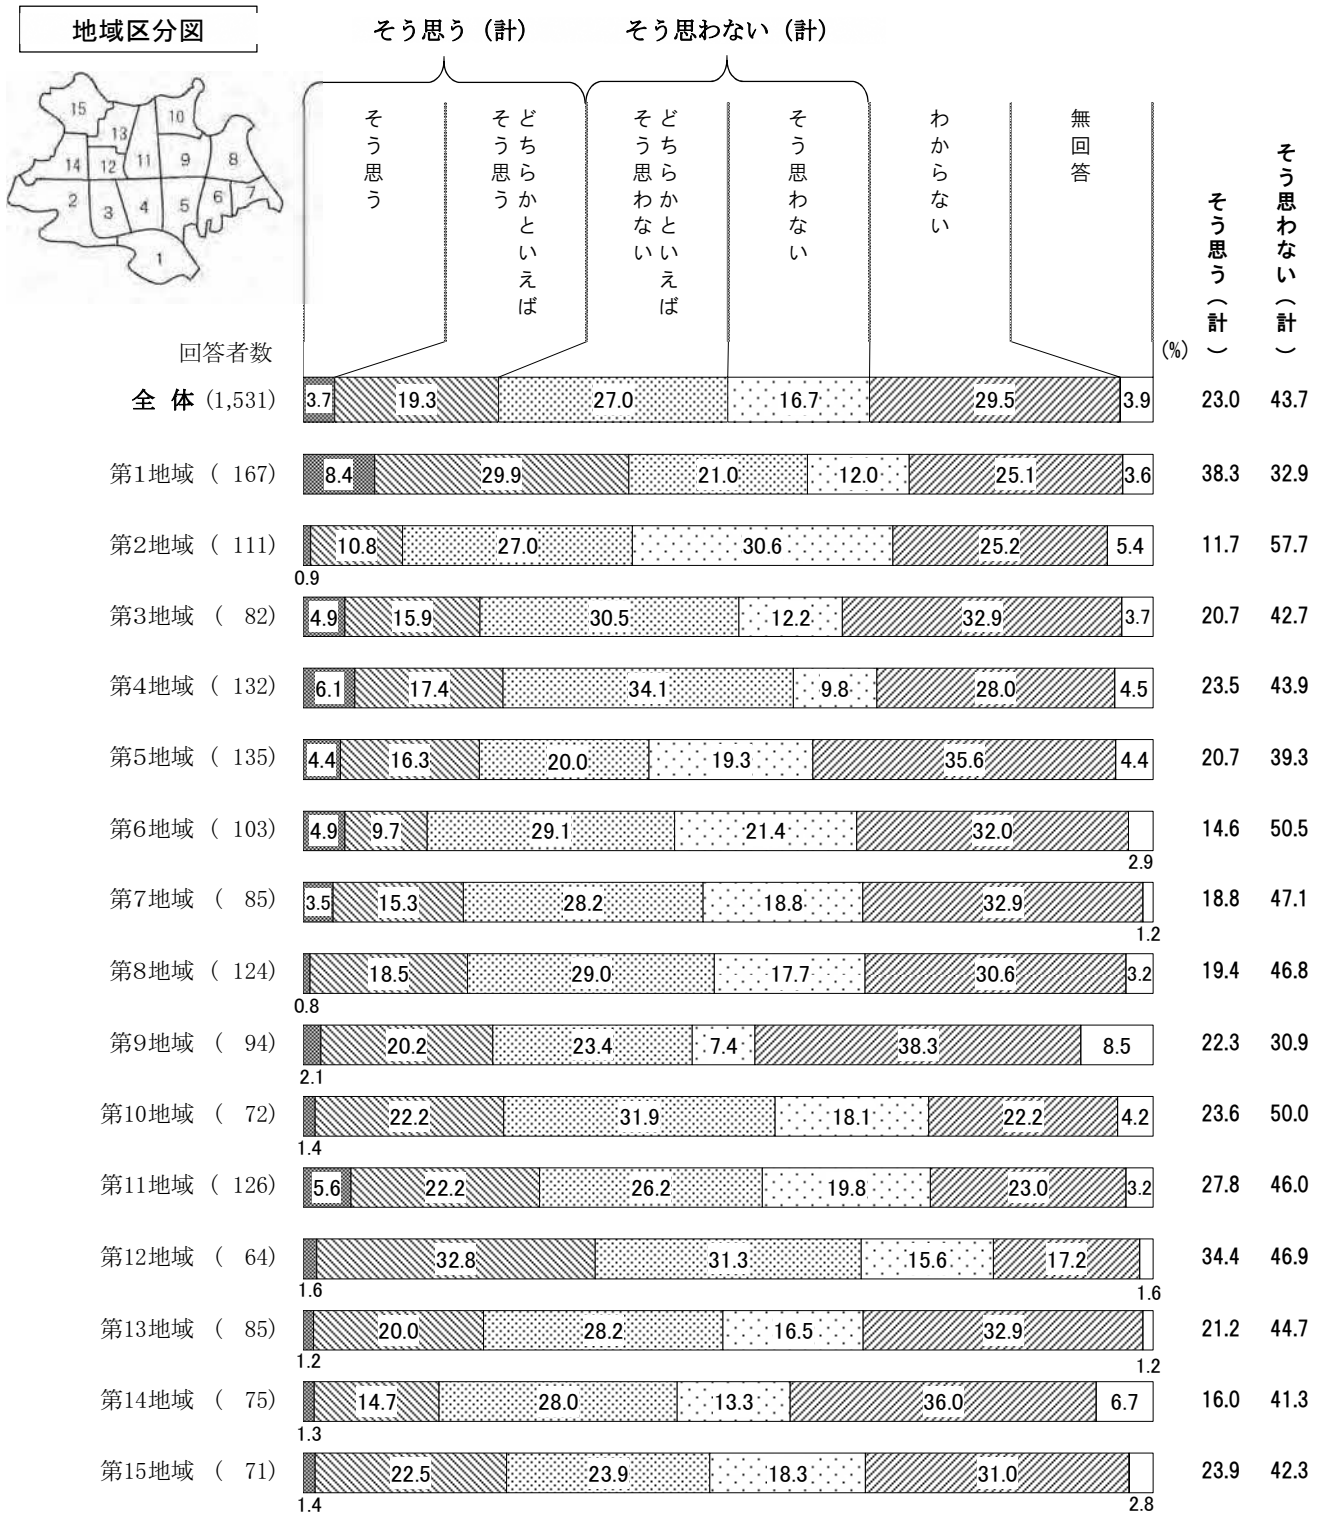 地域区分図
そう思う（計）
そう思わない（計）
15
10
13
14
12
11
9
8
2
3
4
5
6
7
1
そう思う
どちらかといえば
そう思う
どちらかといえば
そう思わない
そう思わない
わからない
無回答
そう思う（計）
そう思わない（計）
回答者数
(%)
全 体 (1,531) 3.7 19.3 27.0 16.7 29.5 3.9 23.0 43.7
第1地域 ( 167) 8.4 29.9 21.0 12.0 25.1 3.6 38.3 32.9
第2地域 ( 111) 10.8 27.0 30.6 25.2 5.4 11.7 57.7
0.9
第3地域 ( 82) 4.9 15.9 30.5 12.2 32.9 3.7 20.7 42.7
第4地域 ( 132) 6.1 17.4 34.1 9.8 28.0 4.5 23.5 43.9
第5地域 ( 135) 4.4 16.3 20.0 19.3 35.6 4.4 20.7 39.3
第6地域 ( 103) 4.9 9.7 29.1 21.4 32.0 14.6 50.5
2.9
第7地域 ( 85) 3.5 15.3 28.2 18.8 32.9 18.8 47.1
1.2
第8地域 ( 124) 18.5 29.0 17.7 30.6 3.2 19.4 46.8
0.8
第9地域 ( 94) 20.2 23.4 7.4 38.3 8.5 22.3 30.9
2.1
第10地域 ( 72) 22.2 31.9 18.1 22.2 4.2 23.6 50.0
1.4
第11地域 ( 126) 5.6 22.2 26.2 19.8 23.0 3.2 27.8 46.0
第12地域 ( 64) 32.8 31.3 15.6 17.2 34.4 46.9
1.6 1.6
第13地域 ( 85) 20.0 28.2 16.5 32.9 21.2 44.7
1.2 1.2
第14地域 ( 75) 14.7 28.0 13.3 36.0 6.7 16.0 41.3
1.3
第15地域 ( 71) 22.5 23.9 18.3 31.0 23.9 42.3
1.4 2.8